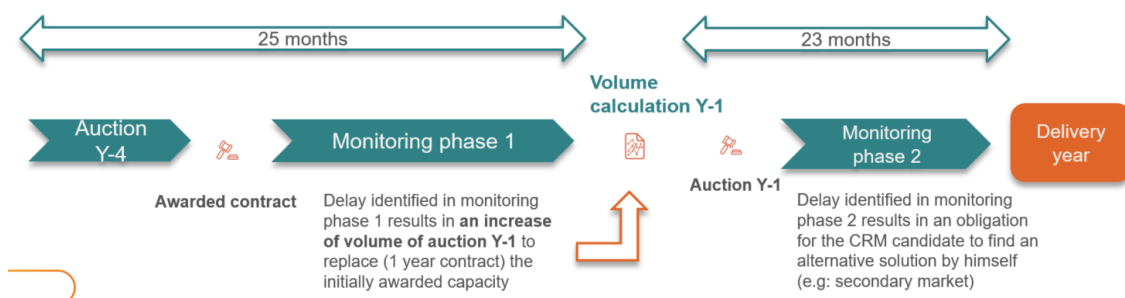 25 months
23 months
Volume
calculation Y-1
Auction
Y-4
Monitoring phase 1
Monitoring
phase 2
Delivery
year
Awarded contract
Auction Y-1
Delay identified in monitoring
phase 1 results in an increase
of volume of auction Y-1 to
replace (1 year contract) the
initially awarded capacity
Delay identified in monitoring
phase 2 results in an obligation
for the CRM candidate to find an
alternative solution by himself
(e.g: secondary market)